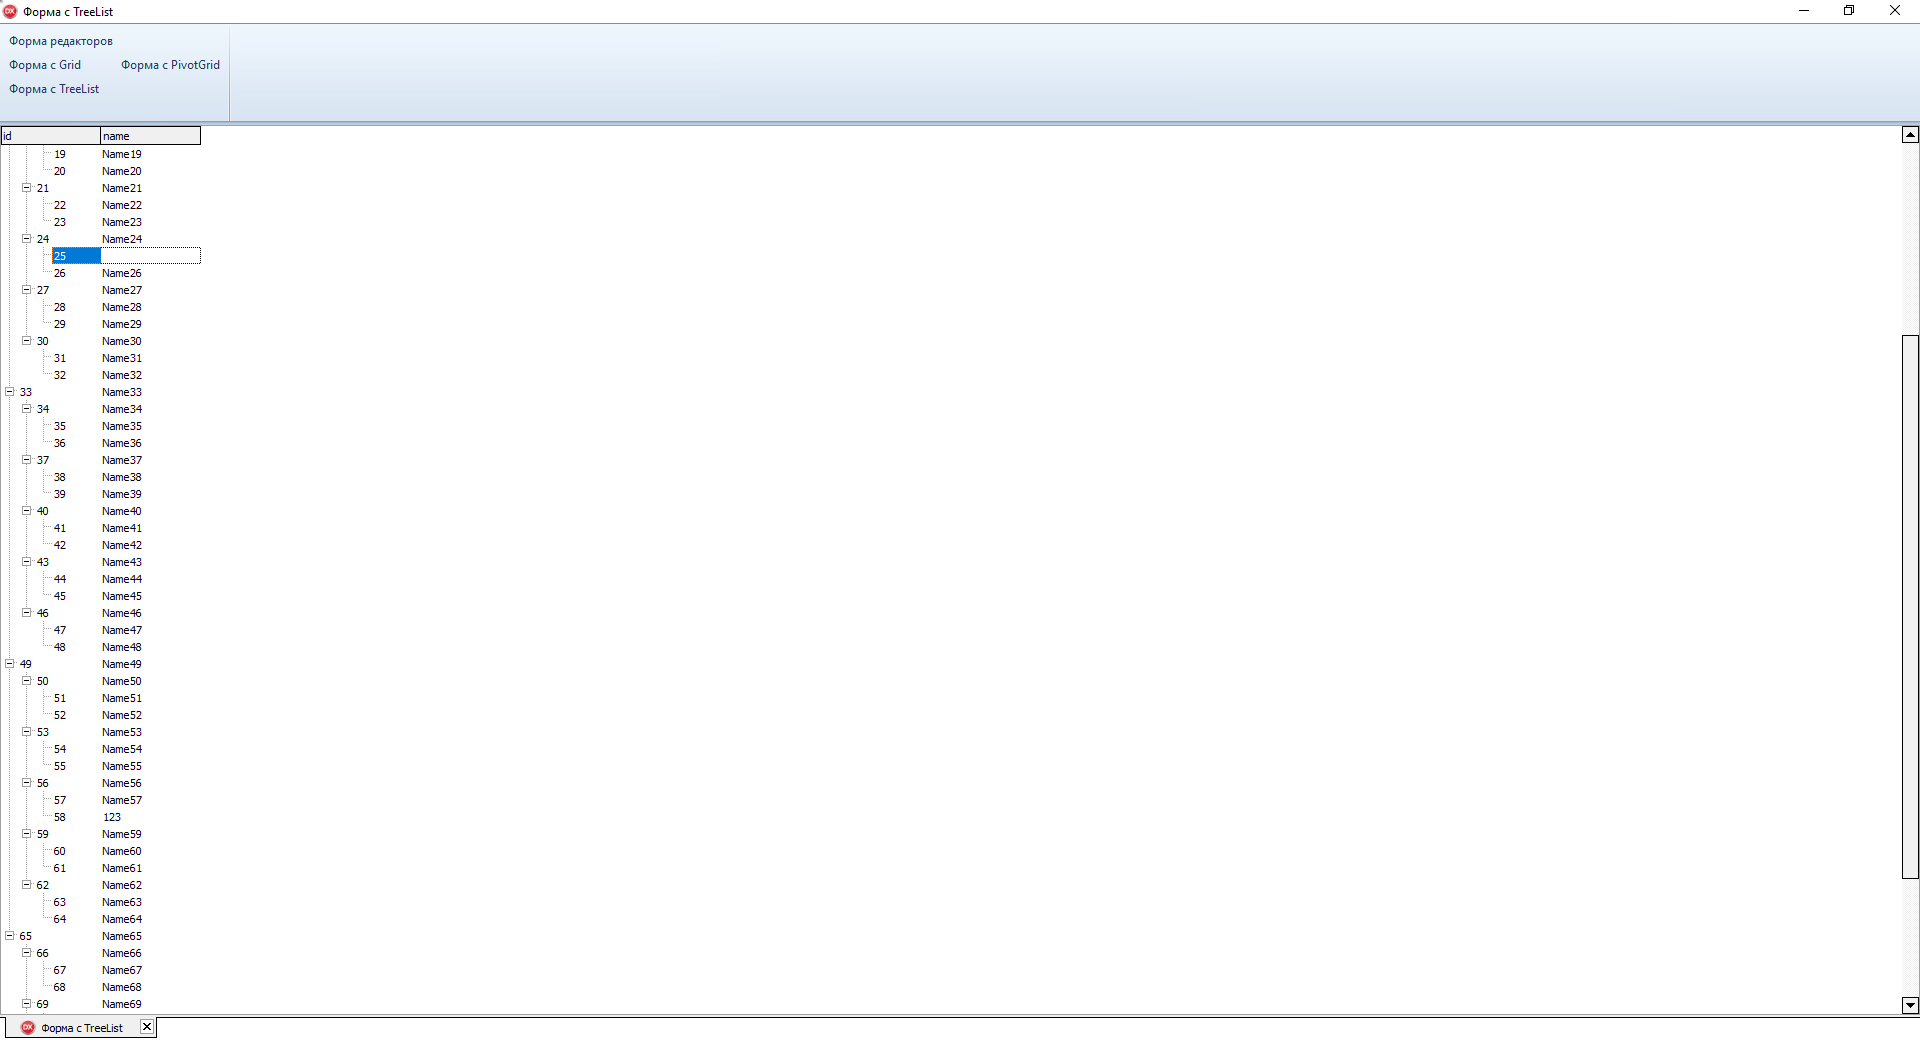 Форма с TreeList
Форма редакторов
Форма с Grid Форма с PivotGrid
Форма с TreeList
id name
19 Name19
20 Name20
21 Name21
22 Name22
23 Name23
24 Name24
25
26 Name26
27 Name27
28 Name28
29 Name29
30 Name30
31 Name31
32 Name32
33 Name33
34 Name34
35 Name35
36 Name36
37 Name37
38 Name38
39 Name39
40 Name40
41 Name41
42 Name42
43 Name43
44 Name44
45 Name45
46 Name46
47 Name47
48 Name48
49 Name49
50 Name50
51 Name51
52 Name52
53 Name53
54 Name54
55 Name55
56 Name56
57 Name57
58 123
59 Name59
60 Name60
61 Name61
62 Name62
63 Name63
64 Name64
65 Name65
66 Name66
67 Name67
68 Name68
69 Name69
DX Форма с TreeList